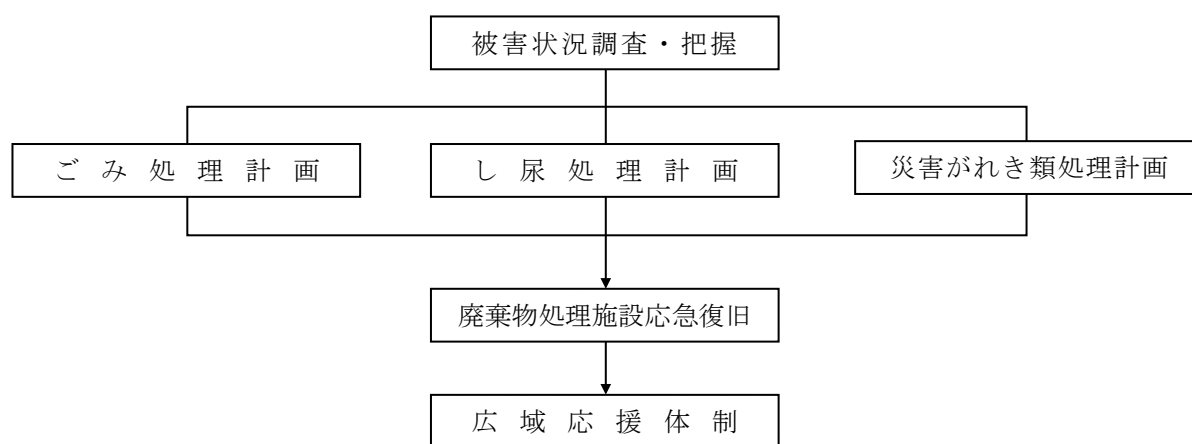 被害状況調査・把握
ごみ処理計画
し尿処理計画
災害がれき類処理計画
廃棄物処理施設応急復旧
広域応援体制